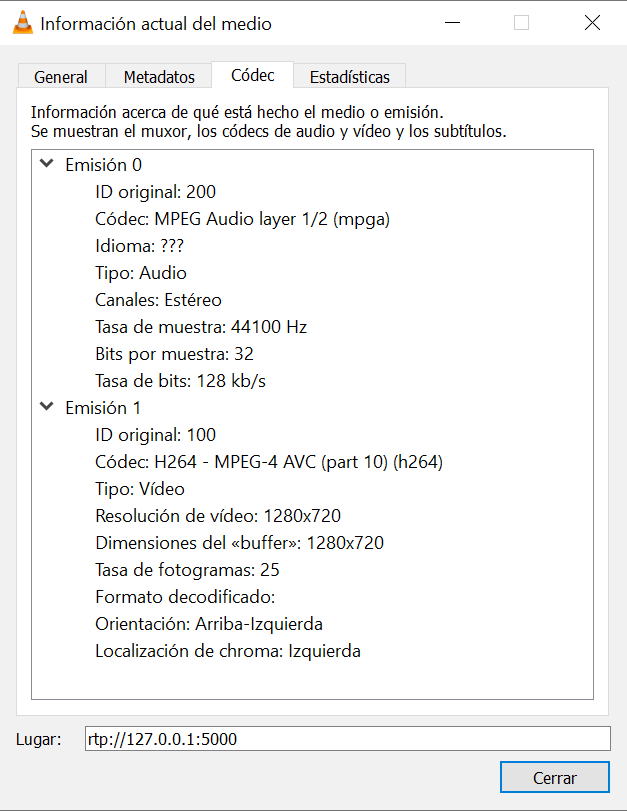 Información actual del medio
General Metadatos Códec Estadísticas
Información acerca de qué está hecho el medio o emisión.
Se muestran el muxor, los códecs de audio y vídeo y los subtítulos.
Emisión 0
ID original: 200
Códec: MPEG Audio layer 1/2 (mpga)
Idioma: ???
Tipo: Audio
Canales: Estéreo
Tasa de muestra: 44100 Hz
Bits por muestra: 32
Tasa de bits: 128 kb/s
Emisión 1
ID original: 100
Códec: H264 - MPEG-4 AVC (part 10) (h264)
Tipo: Vídeo
Resolución de vídeo: 1280x720
Dimensiones del «buffer»: 1280x720
Tasa de fotogramas: 25
Formato decodificado:
Orientación: Arriba-Izquierda
Localización de chroma: Izquierda
Lugar: rtp://127.0.0.1:5000
Cerrar